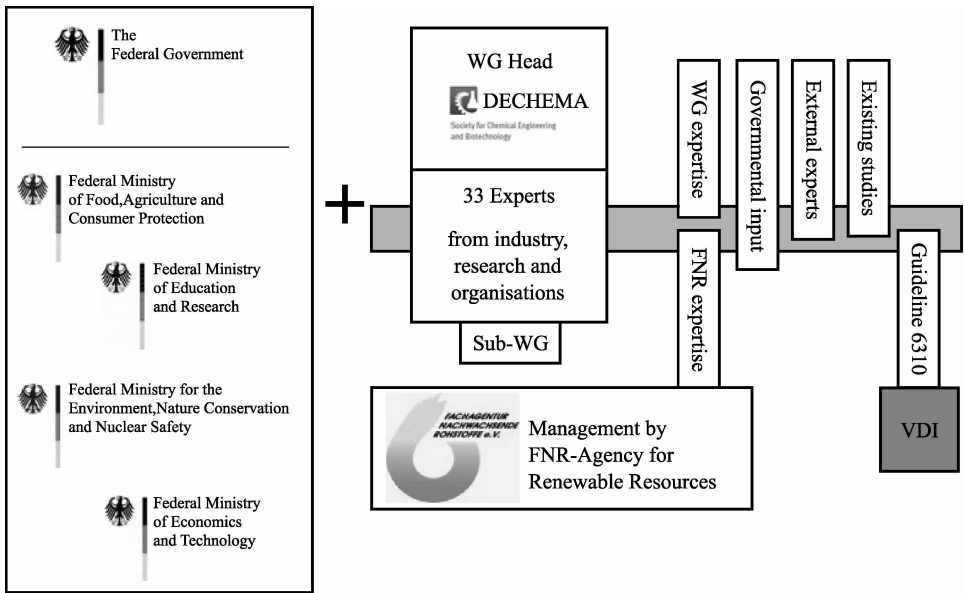 The
Federal Government
Federal Ministry
of Food,Agriculture and
Consumer Protection
Federal Ministry
of Education
and Research
Federal Ministry for the
Environment,Nature Conservation
and Nuclear Safety
Federal Ministry
of Economics
and Technology
+
WG Head
DECHEMA
Society for Chemical Engineering
and Biotechnology
33 Experts
from industry,
research and
organisations
Sub-WG
WG expertise
Governmental input
External experts
Existing studies
FNR expertise
Guideline 6310
VDI
FACHAGENTUR
NACHWACHSENDE
ROHSTOFFE e.V.
Management by
FNR-Agency for
Renewable Resources